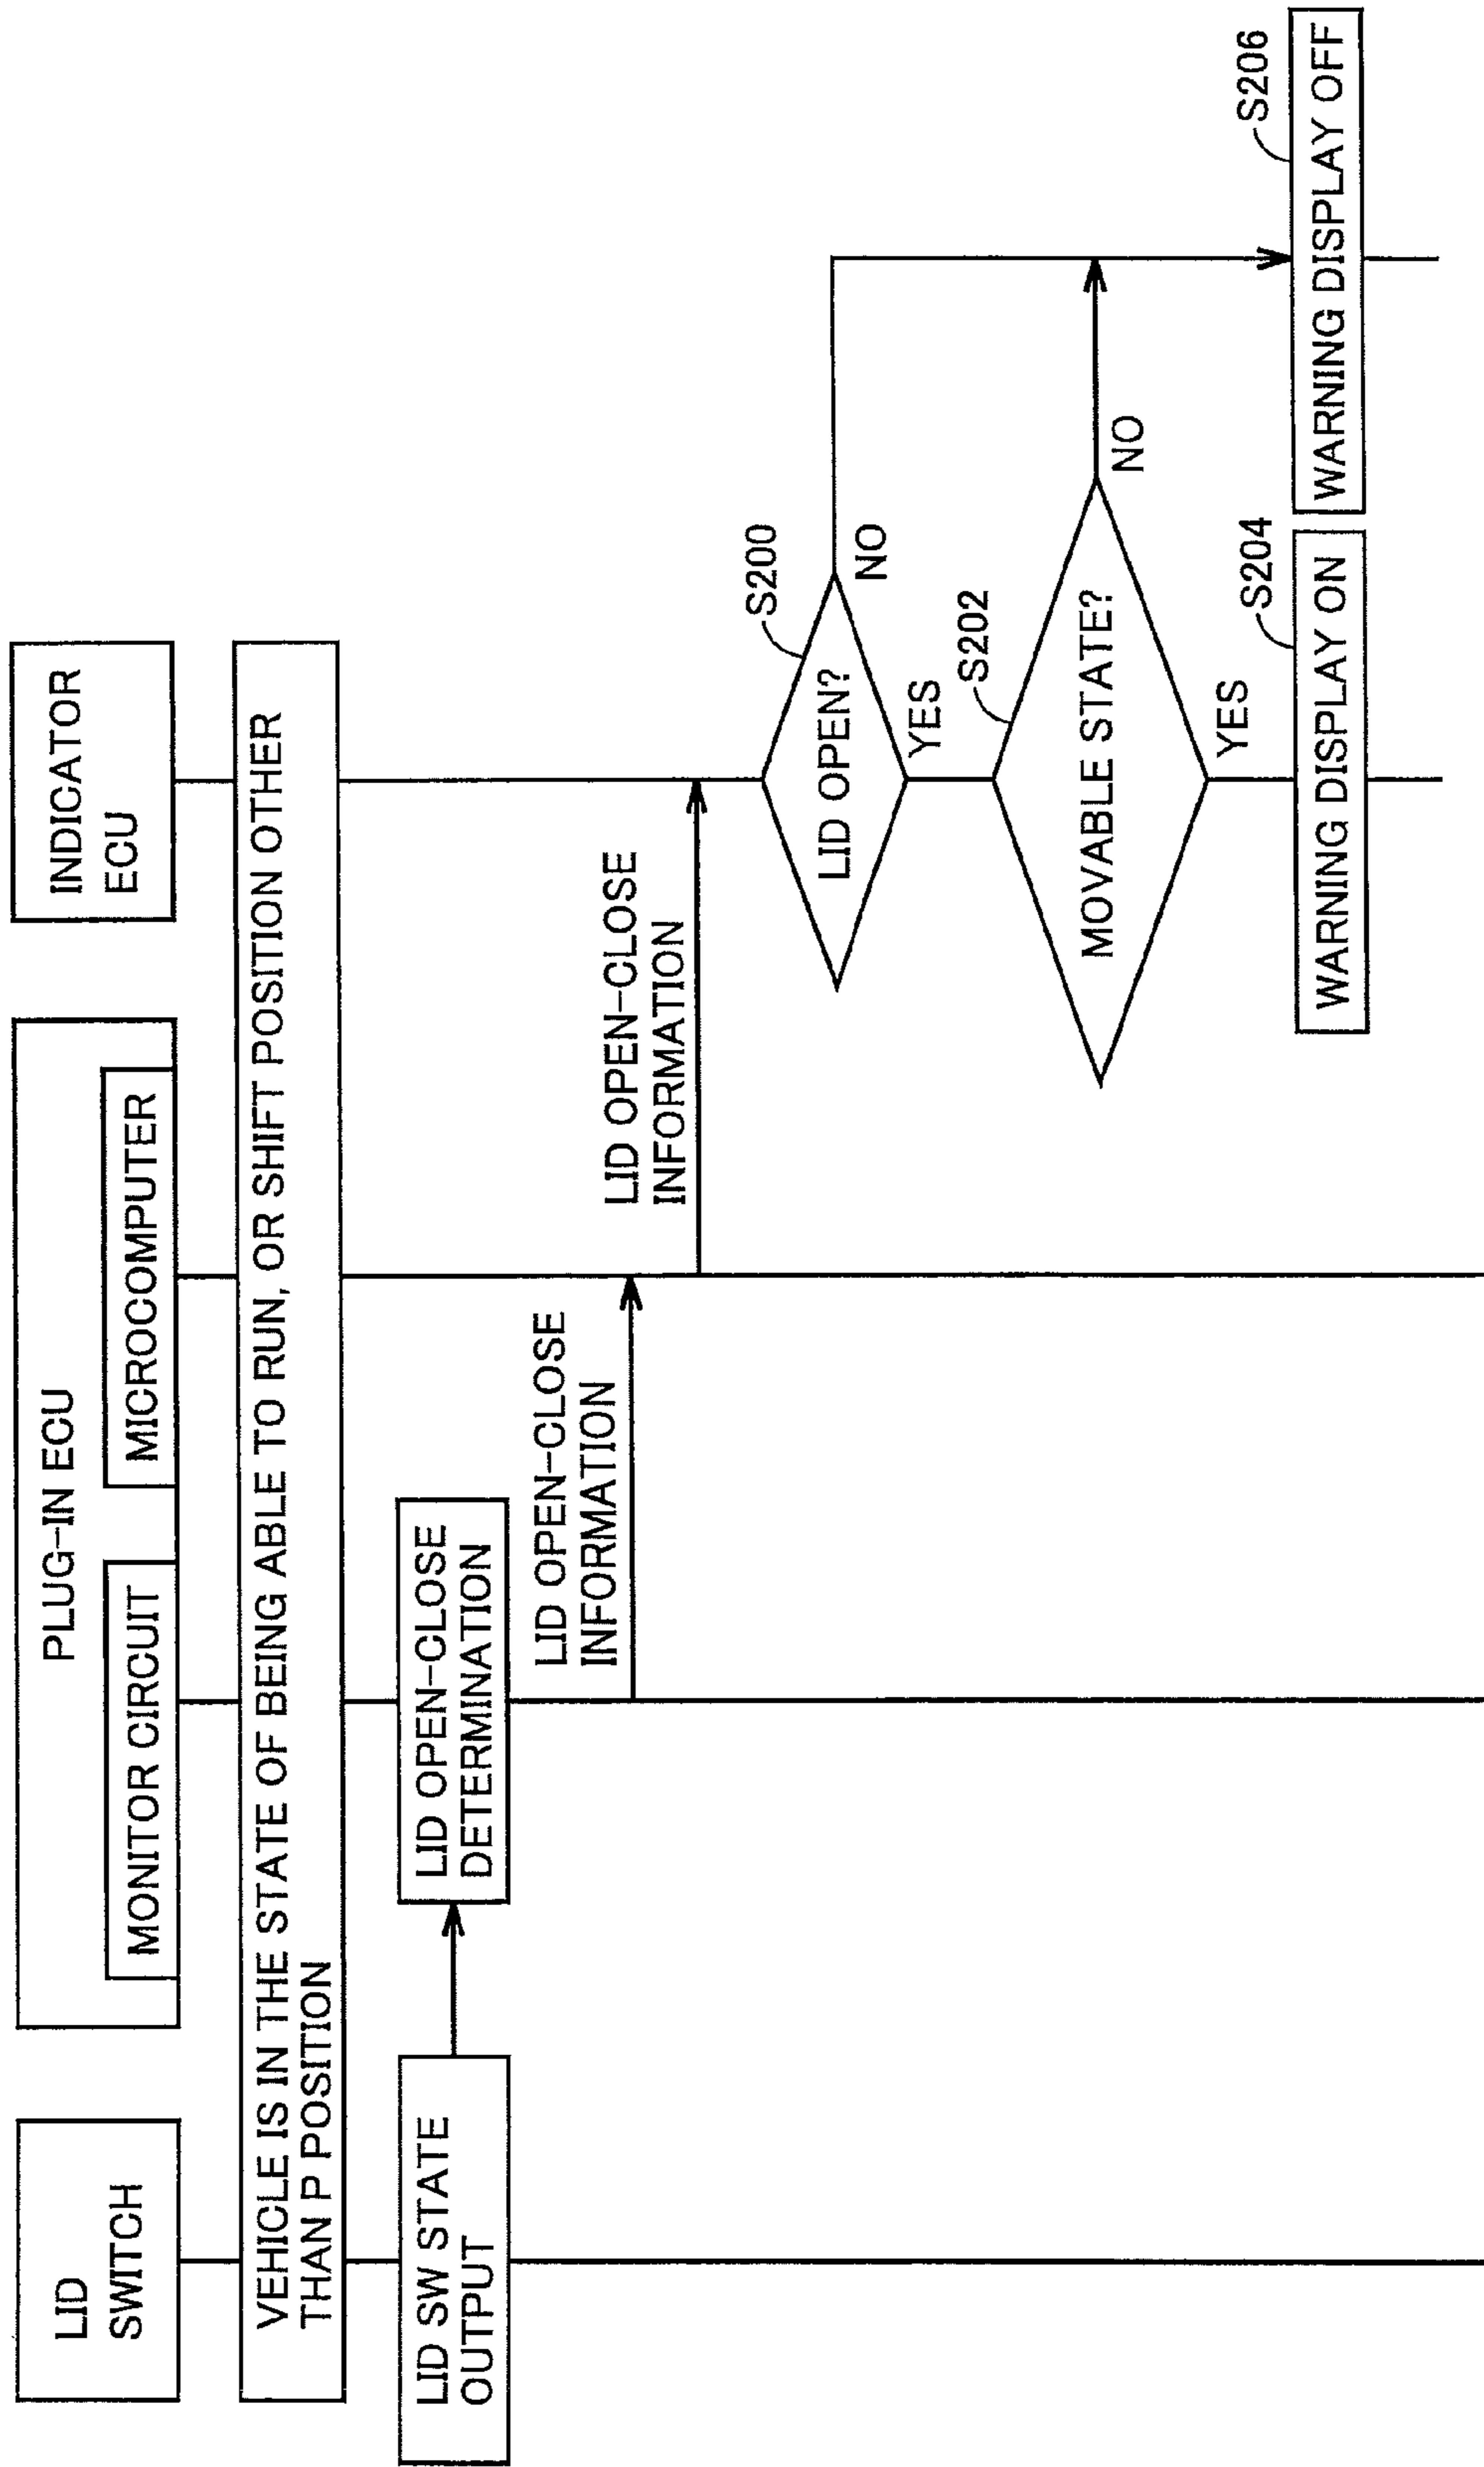 LID
SWITCH
PLUG-IN ECU
MONITOR CIRCUIT
MICROCOMPUTER
INDICATOR
ECU
VEHICLE IS IN THE STATE OF BEING ABLE TO RUN, OR SHIFT POSITION OTHER
THAN P POSITION
LID SW STATE
OUTPUT
LID OPEN-CLOSE
DETERMINATION
LID OPEN-CLOSE
INFORMATION
LID OPEN-CLOSE
INFORMATION
S200
LID OPEN?
NO
YES
S202
MOVABLE STATE?
NO
YES
S204
WARNING DISPLAY ON
S206
WARNING DISPLAY OFF